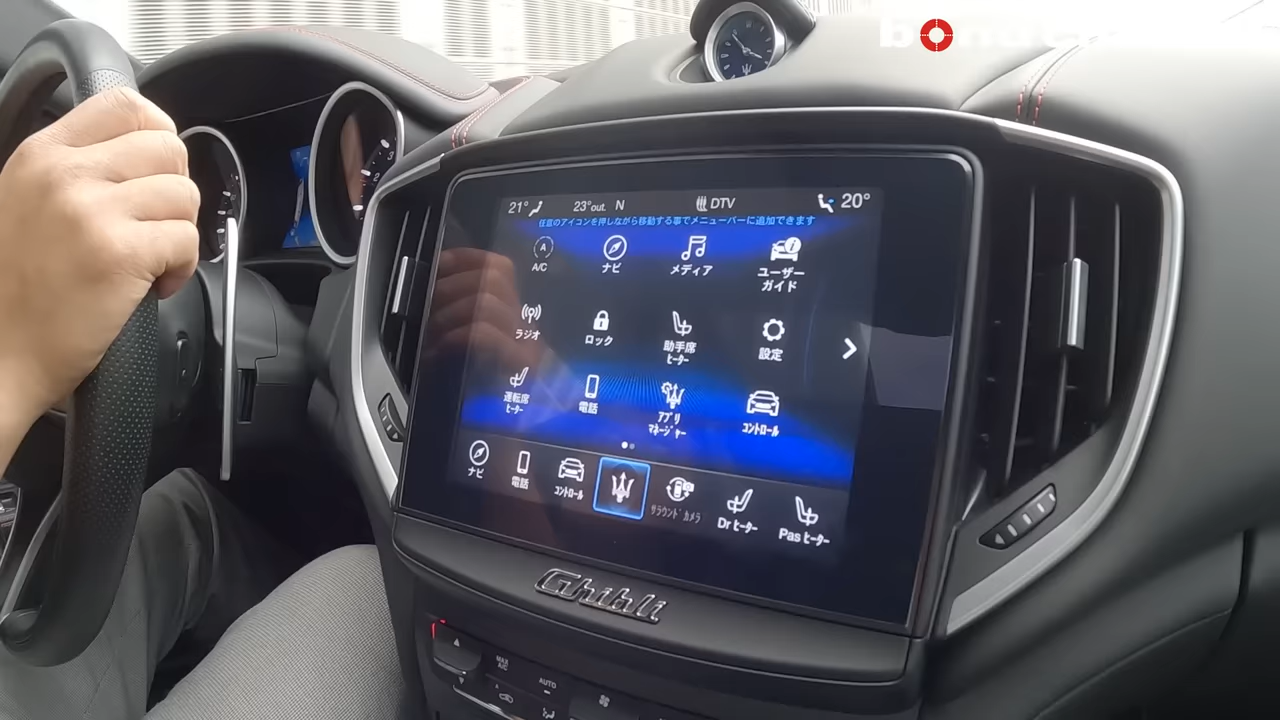 21° 23°out. N DTV 20°
任意のアイコンを押しながら移動する事でメニューバーに追加できます
A
A/C ナビ メディア ユーザー
ガイド
ラジオ ロック 助手席
ヒーター 設定
運転席
ヒーター 電話 アプリ
マネージャー コントロール
ナビ 電話 コントロール サラウンドカメラ Dr ヒーター Pas ヒーター
Ghibli
MAX
A/C
AUTO